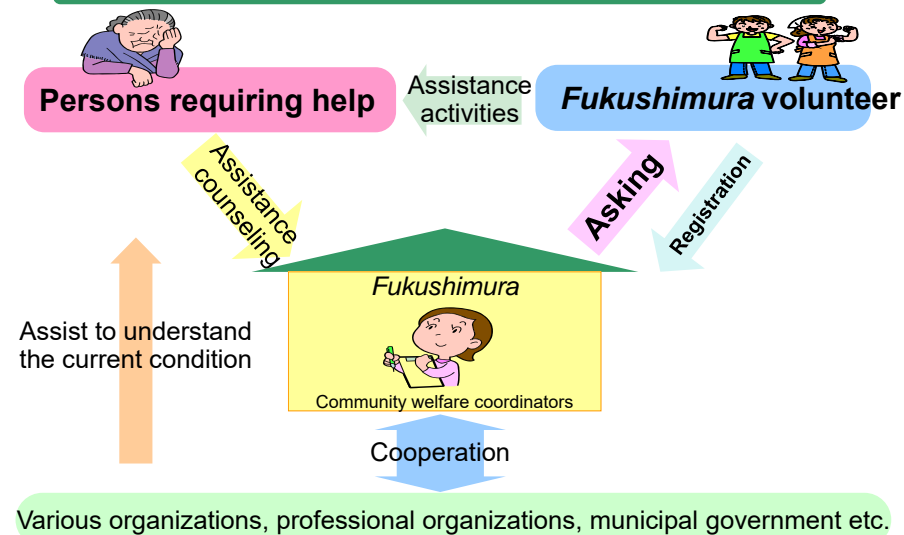 Persons requiring help
Assistance
activities
Fukushimura volunteer
Assistance
counseling
Asking
Registration
Fukushimura
Assist to understand
the current condition
Community welfare coordinators
Cooperation
Various organizations, professional organizations, municipal government etc.